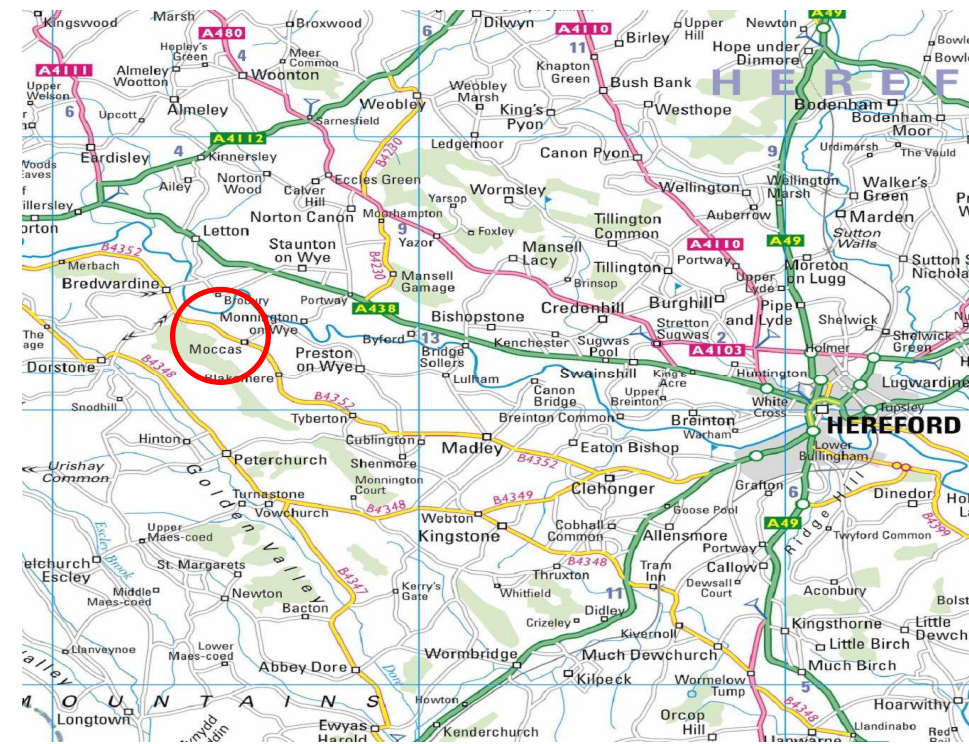 Kingswood
Marsh
A480
Broxwood
Dilwyn
A4110
Upper
Hill
Newton
A49
Hopley's
Green
4
Meer
Common
6
11
Birley
Hope under
Dinmore
A4111
Almeley
Wootton
Woonton
Knapton
Green
Bush Bank
H E R E F
Upper
Welson
Upcott
Almeley
Weobley
Weobley
Marsh
King's
Pyon
Westhope
Bodenham
Bodenham
Moor
6
Sarnesfield
A4112
Ledgemoor
Canon Pyon
9
Urdimarsh
The Vauld
Eardisley
4
Kinnersley
B4230
Ailey
Norton
Wood
Calver
Hill
Eccles Green
Wormsley
Wellington
Wellington
Marsh
Walker's
Green
Norton Canon
Moorhampton
Yarsop
Foxley
Tillington
Common
Auberrow
Marden
Letton
Staunton
on Wye
9
Yazor
Mansell
Lacy
A4110
A49
Sutton
Walls
B4352
Merbach
Bredwardine
B4230
Mansell
Gamage
Tillington
Brinsop
Portway
Upper
Lyde
Moreton
on Lugg
Brobury
Portway
A438
Credenhill
Burghill
Pipe
and Lyde
Monnington
on Wye
Byford
13
Bishopstone
Stretton
Sugwas
2
Shelwick
Shelwick
Green
Moccas
Preston
on Wye
Bridge
Sollers
Kenchester
Sugwas
Pool
A4103
Holmer
Dorstone
B4348
Blakemere
Lulham
Swainshill
King's
Acre
Huntington
Lugwardine
Snodhill
B4352
Tyberton
Canon
Bridge
Upper
Breinton
White
Cross
Tupsley
Breinton Common
Breinton
Warham
HEREFORD
Hinton
Cublington
Madley
Eaton Bishop
Lower
Bullingham
Urishay
Common
Peterchurch
Shenmore
B4352
Golden Valley
Monnington
Court
Clehonger
Grafton
6
Dinedor
Turnastone
Vowchurch
B4348
B4349
Goose Pool
A49
Ridge Hill
B4399
Webton
Kingstone
Cobhall
Common
Allensmore
Twyford Common
Escley Brook
Upper
Maes-coed
Portway
Escley
St. Margarets
B4347
B4348
Tram
Inn
Callow
Middle
Maes-coed
Newton
Kerry's
Gate
Thruxton
Whitfield
11
Dewsall
Court
Aconbury
Bacton
Didley
Crizeley
Kingsthorne
Little
Llanveynoe
Lower
Maes-coed
Kivernoll
Little Birch
Abbey Dore
Wormbridge
Much Dewchurch
Much Birch
Dore
Kilpeck
Wormelow
Tump
5
MOUNTAINS
Longtown
Howton
B4348
Hoarwithy
Ewyas
Harold
Kenderchurch
Orcop
Hill
Llandinabo